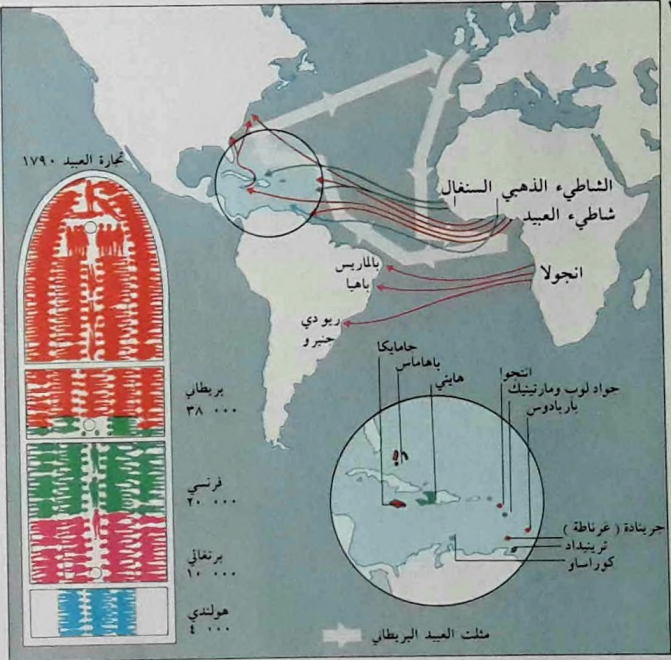 تجارة العبيد ١٧٩٠
الشاطيء الذهبي السنغال
شاطيء العبيد
انجولا
بالماريس
باهيا
ريو دي
جنيرو
جامايكا
باهاماس
هايتي
انتجوا
جواد لوب ومارتينيك
باربادوس
جرينادة ( غرناطة )
ترينيداد
كوراساو
بريطاني
٣٨ ٠٠٠
فرنسي
٢٠ ٠٠٠
برتغالي
١٠ ٠٠٠
هولندي
٤ ٠٠٠
مثلث العبيد البريطاني